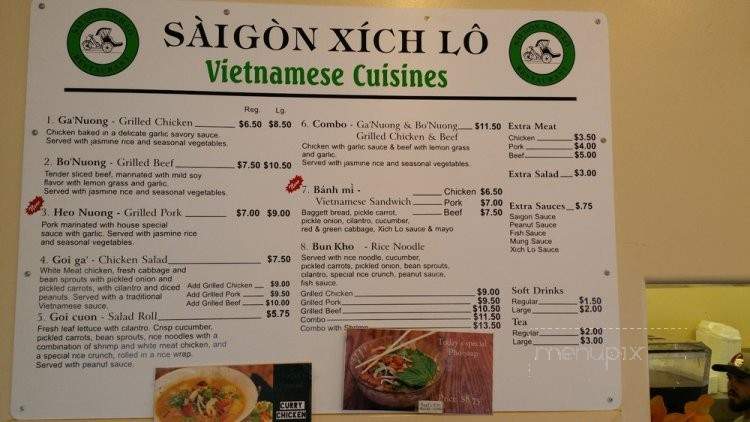 SÀIGÒN XÍCH LÔ
Vietnamese Cuisines
Reg. Lg.
1. Ga'Nuong - Grilled Chicken $6.50 $8.50
Chicken baked in a delicate garlic savory sauce.
Served with jasmine rice and seasonal vegetables.
2. Bo'Nuong - Grilled Beef $7.50 $10.50
Tender sliced beef, marinated with mild soy
flavor with lemon grass and garlic.
Served with jasmine rice and seasonal vegetables.
3. Heo Nuong - Grilled Pork $7.00 $9.00
Pork marinated with house special
sauce with garlic. Served with jasmine rice
and seasonal vegetables.
4. Goi ga' - Chicken Salad $7.50
White Meat chicken, fresh cabbage and
bean sprouts with pickled onion and
pickled carrots, with cilantro and diced
peanuts. Served with a traditional
Vietnamese sauce.
Add Grilled Chicken $9.00
Add Grilled Pork $9.50
Add Grilled Beef $10.00
5. Goi cuon - Salad Roll $5.75
Fresh leaf lettuce with cilantro. Crisp cucumber,
pickled carrots, bean sprouts, rice noodles with a
combination of shrimp and white meat chicken, and
a special rice crunch, rolled in a rice wrap.
Served with peanut sauce.
6. Combo - Ga'Nuong & Bo'Nuong $11.50
Grilled Chicken & Beef
Chicken with garlic sauce & beef with lemon grass
and garlic.
Served with jasmine rice and seasonal vegetables.
7. Bánh mì - Chicken $6.50
Vietnamese Sandwich Pork $7.00
Baggett bread, pickle carrot, Beef $7.50
pickle onion, cilantro, cucumber,
red & green cabbage, Xich Lo sauce & mayo
8. Bun Kho - Rice Noodle
Served with rice noodle, cucumber,
pickled carrots, pickled onion, bean sprouts,
cilantro, special rice crunch, peanut sauce,
fish sauce.
Grilled Chicken $9.00
Grilled Pork $9.50
Grilled Beef $10.50
Combo $11.50
Combo with Shrimp $13.50
Extra Meat
Chicken $3.50
Pork $4.00
Beef $5.00
Extra Salad $3.00
Extra Sauces $.75
Saigon Sauce
Peanut Sauce
Fish Sauce
Mung Sauce
Xich Lo Sauce
Soft Drinks
Regular $1.50
Large $2.00
Tea
Regular $2.00
Large $3.00
menupix
CURRY
CHICKEN
Today's special
Price $8.75